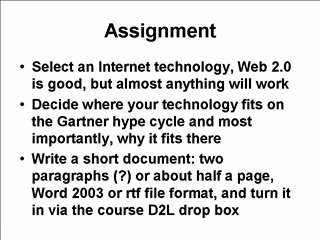 Assignment
• Select an Internet technology, Web 2.0
is good, but almost anything will work
• Decide where your technology fits on
the Gartner hype cycle and most
importantly, why it fits there
• Write a short document: two
paragraphs (?) or about half a page,
Word 2003 or rtf file format, and turn it
in via the course D2L drop box